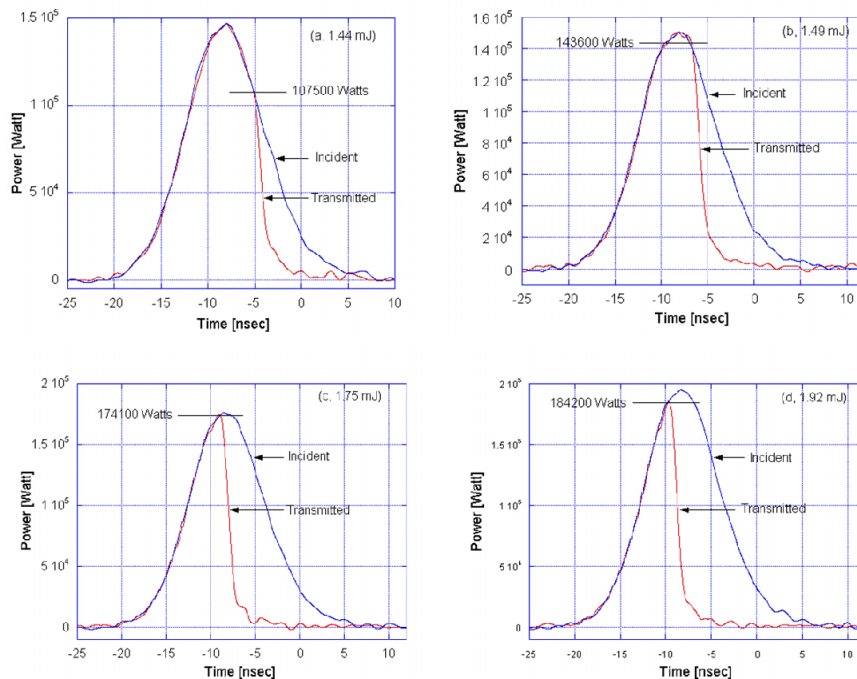 1.5 10⁵
(a, 1.44 mJ)
107500 Watts
1 10⁵
Incident
5 10⁴
Transmitted
0
Power [Watt]
-25 -20 -15 -10 -5 0 5 10
Time [nsec]
1 6 10⁵
(b, 1.49 mJ)
143600 Watts
1.4 10⁵
1.2 10⁵
Incident
1 10⁵
8 10⁴
Transmitted
6 10⁴
4 10⁴
2 10⁴
0
Power [Watt]
-25 -20 -15 -10 -5 0 5 10
Time [nsec]
2 10⁵
(c, 1.75 mJ)
174100 Watts
1.5 10⁵
Incident
1 10⁵
Transmitted
5 10⁴
0
Power [Watt]
-25 -20 -15 -10 -5 0 5 10
Time [nsec]
2 10⁵
(d, 1.92 mJ)
184200 Watts
1.5 10⁵
Incident
1 10⁵
Transmitted
0
Power [Watt]
-25 -20 -15 -10 -5 0 5 10
Time [nsec]